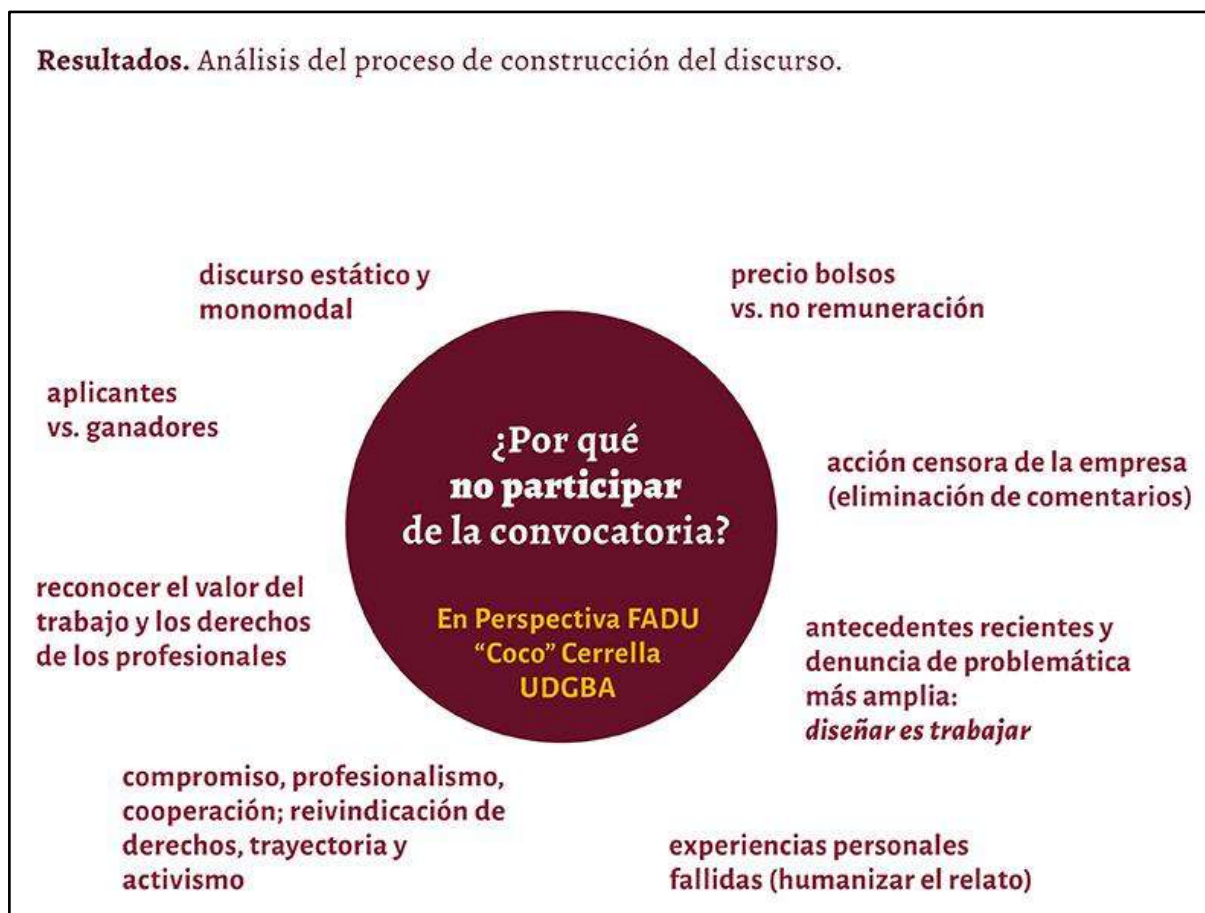 Resultados. Análisis del proceso de construcción del discurso.
discurso estático y
monomodal
precio bolsos
vs. no remuneración
aplicantes
vs. ganadores
¿Por qué
no participar
de la convocatoria?
En Perspectiva FADU
“Coco” Cerrella
UDGBA
acción censora de la empresa
(eliminación de comentarios)
reconocer el valor del
trabajo y los derechos
de los profesionales
antecedentes recientes y
denuncia de problemática
más amplia:
diseñar es trabajar
compromiso, profesionalismo,
cooperación; reivindicación de
derechos, trayectoria y
activismo
experiencias personales
fallidas (humanizar el relato)